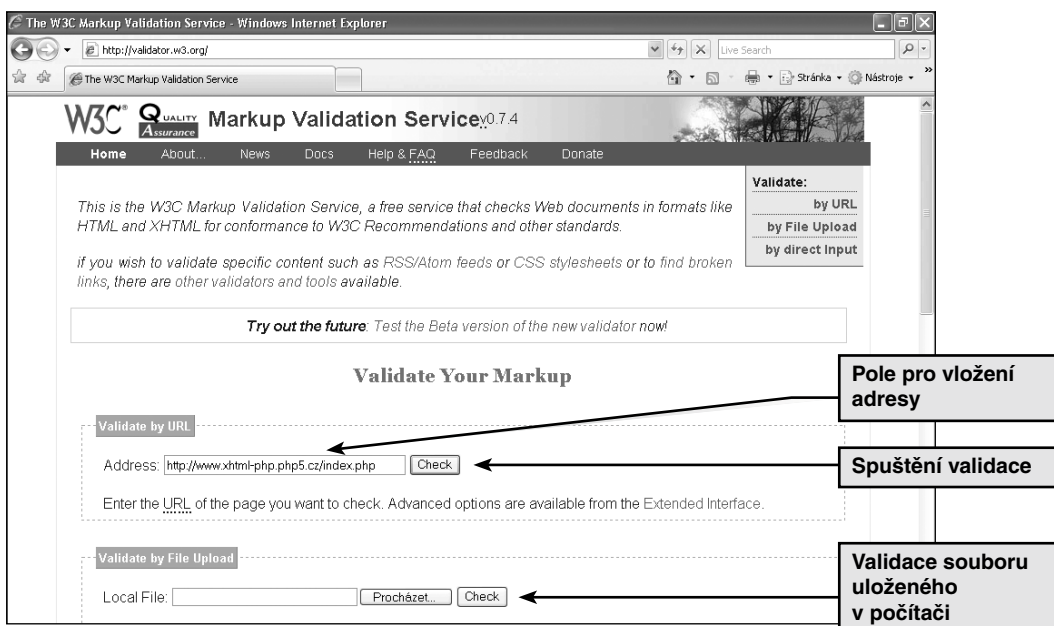 The W3C Markup Validation Service - Windows Internet Explorer
http://validator.w3.org/
Live Search
The W3C Markup Validation Service
Stránka
Nástroje
W3C® QUALITY Assurance Markup Validation Service v0.7.4
Home About... News Docs Help & FAQ Feedback Donate
Validate:
by URL
by File Upload
by direct Input
This is the W3C Markup Validation Service, a free service that checks Web documents in formats like
HTML and XHTML for conformance to W3C Recommendations and other standards.
if you wish to validate specific content such as RSS/Atom feeds or CSS stylesheets or to find broken
links, there are other validators and tools available.
Try out the future: Test the Beta version of the new validator now!
Validate Your Markup
Pole pro vložení
adresy
Validate by URL
Address: http://www.xhtml-php.php5.cz/index.php Check
Spuštění validace
Enter the URL of the page you want to check. Advanced options are available from the Extended Interface.
Validate by File Upload
Local File: Procházet... Check
Validace souboru
uloženého
v počítači